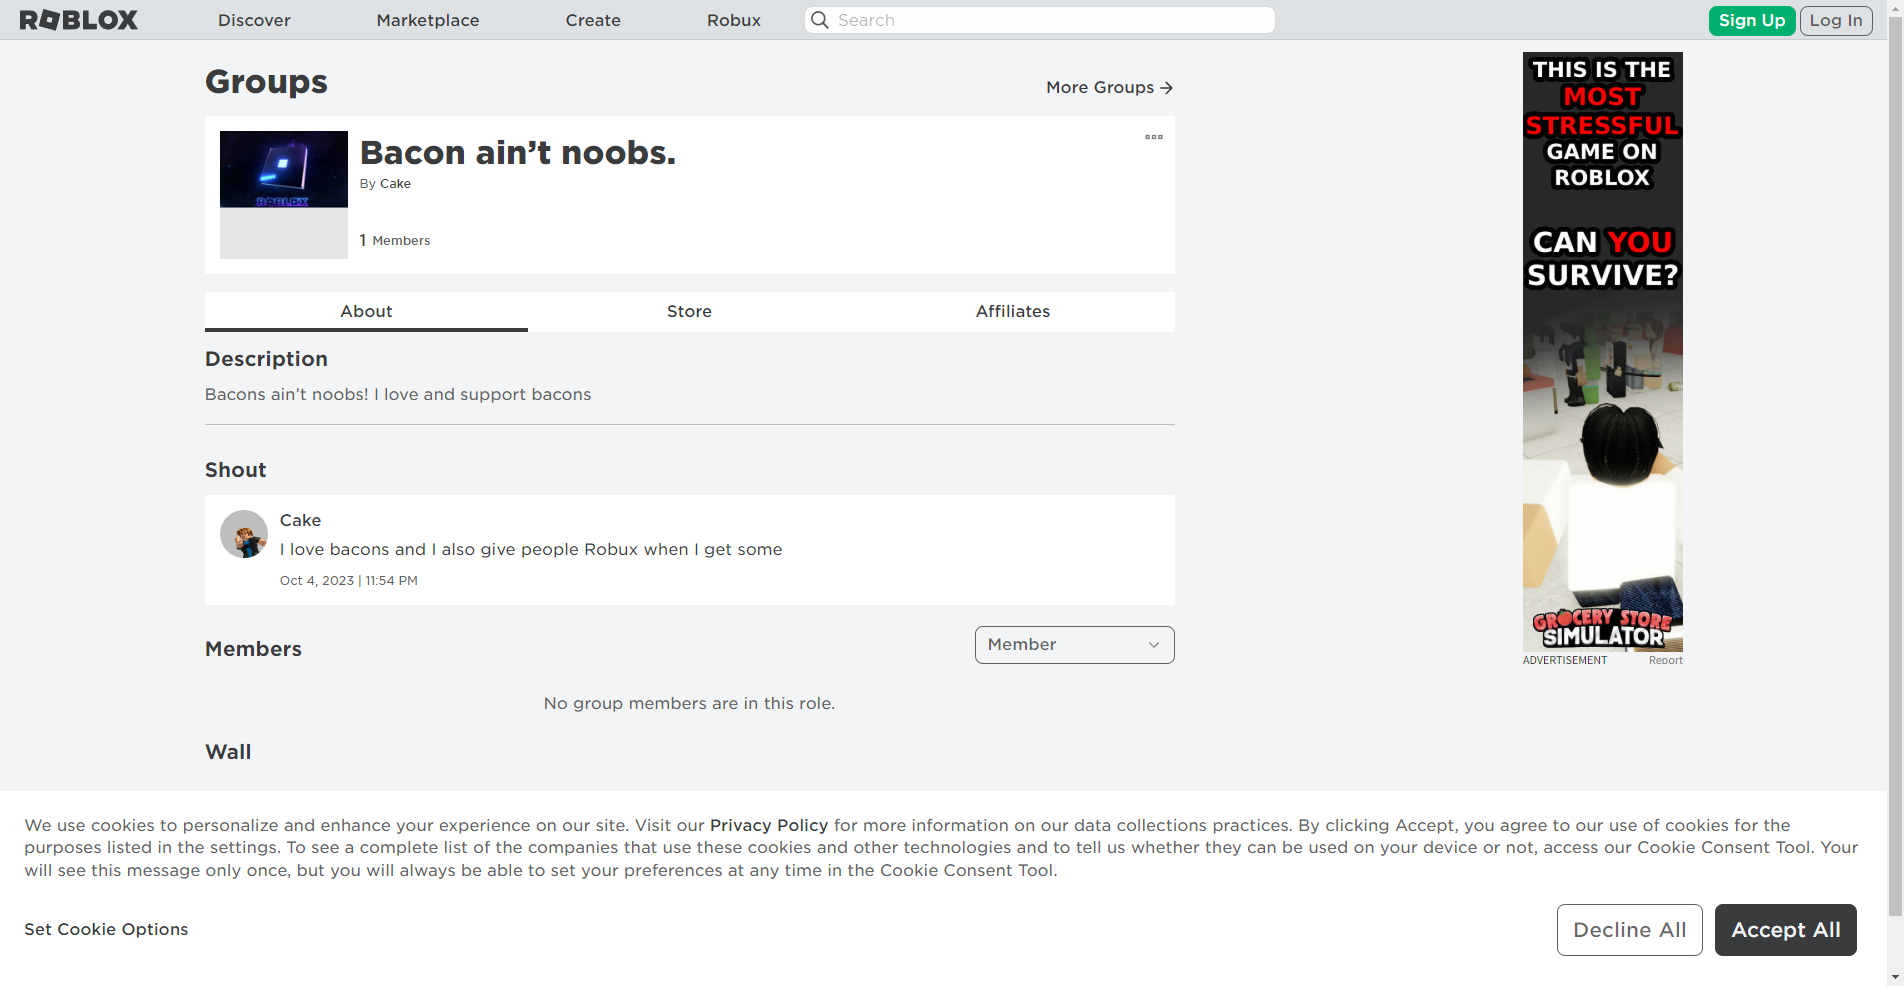 ROBLOX
Discover
Marketplace
Create
Robux
Search
Sign Up
Log In
Groups
More Groups →
ROBLOX
Bacon ain’t noobs.
By Cake
1 Members
About
Store
Affiliates
Description
Bacons ain’t noobs! I love and support bacons
Shout
Cake
I love bacons and I also give people Robux when I get some
Oct 4, 2023 | 11:54 PM
Members
Member
No group members are in this role.
Wall
THIS IS THE
MOST
STRESSFUL
GAME ON
ROBLOX
CAN YOU
SURVIVE?
GROCERY STORE
SIMULATOR
ADVERTISEMENT
Report
We use cookies to personalize and enhance your experience on our site. Visit our Privacy Policy for more information on our data collections practices. By clicking Accept, you agree to our use of cookies for the
purposes listed in the settings. To see a complete list of the companies that use these cookies and other technologies and to tell us whether they can be used on your device or not, access our Cookie Consent Tool. Your
will see this message only once, but you will always be able to set your preferences at any time in the Cookie Consent Tool.
Set Cookie Options
Decline All
Accept All